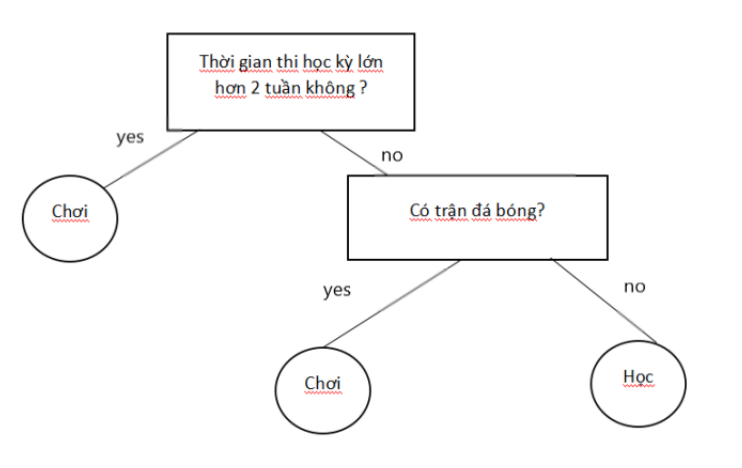 Thời gian thi học kỳ lớn
hơn 2 tuần không ?
yes
no
Chơi
Có trận đá bóng?
yes
no
Chơi
Học